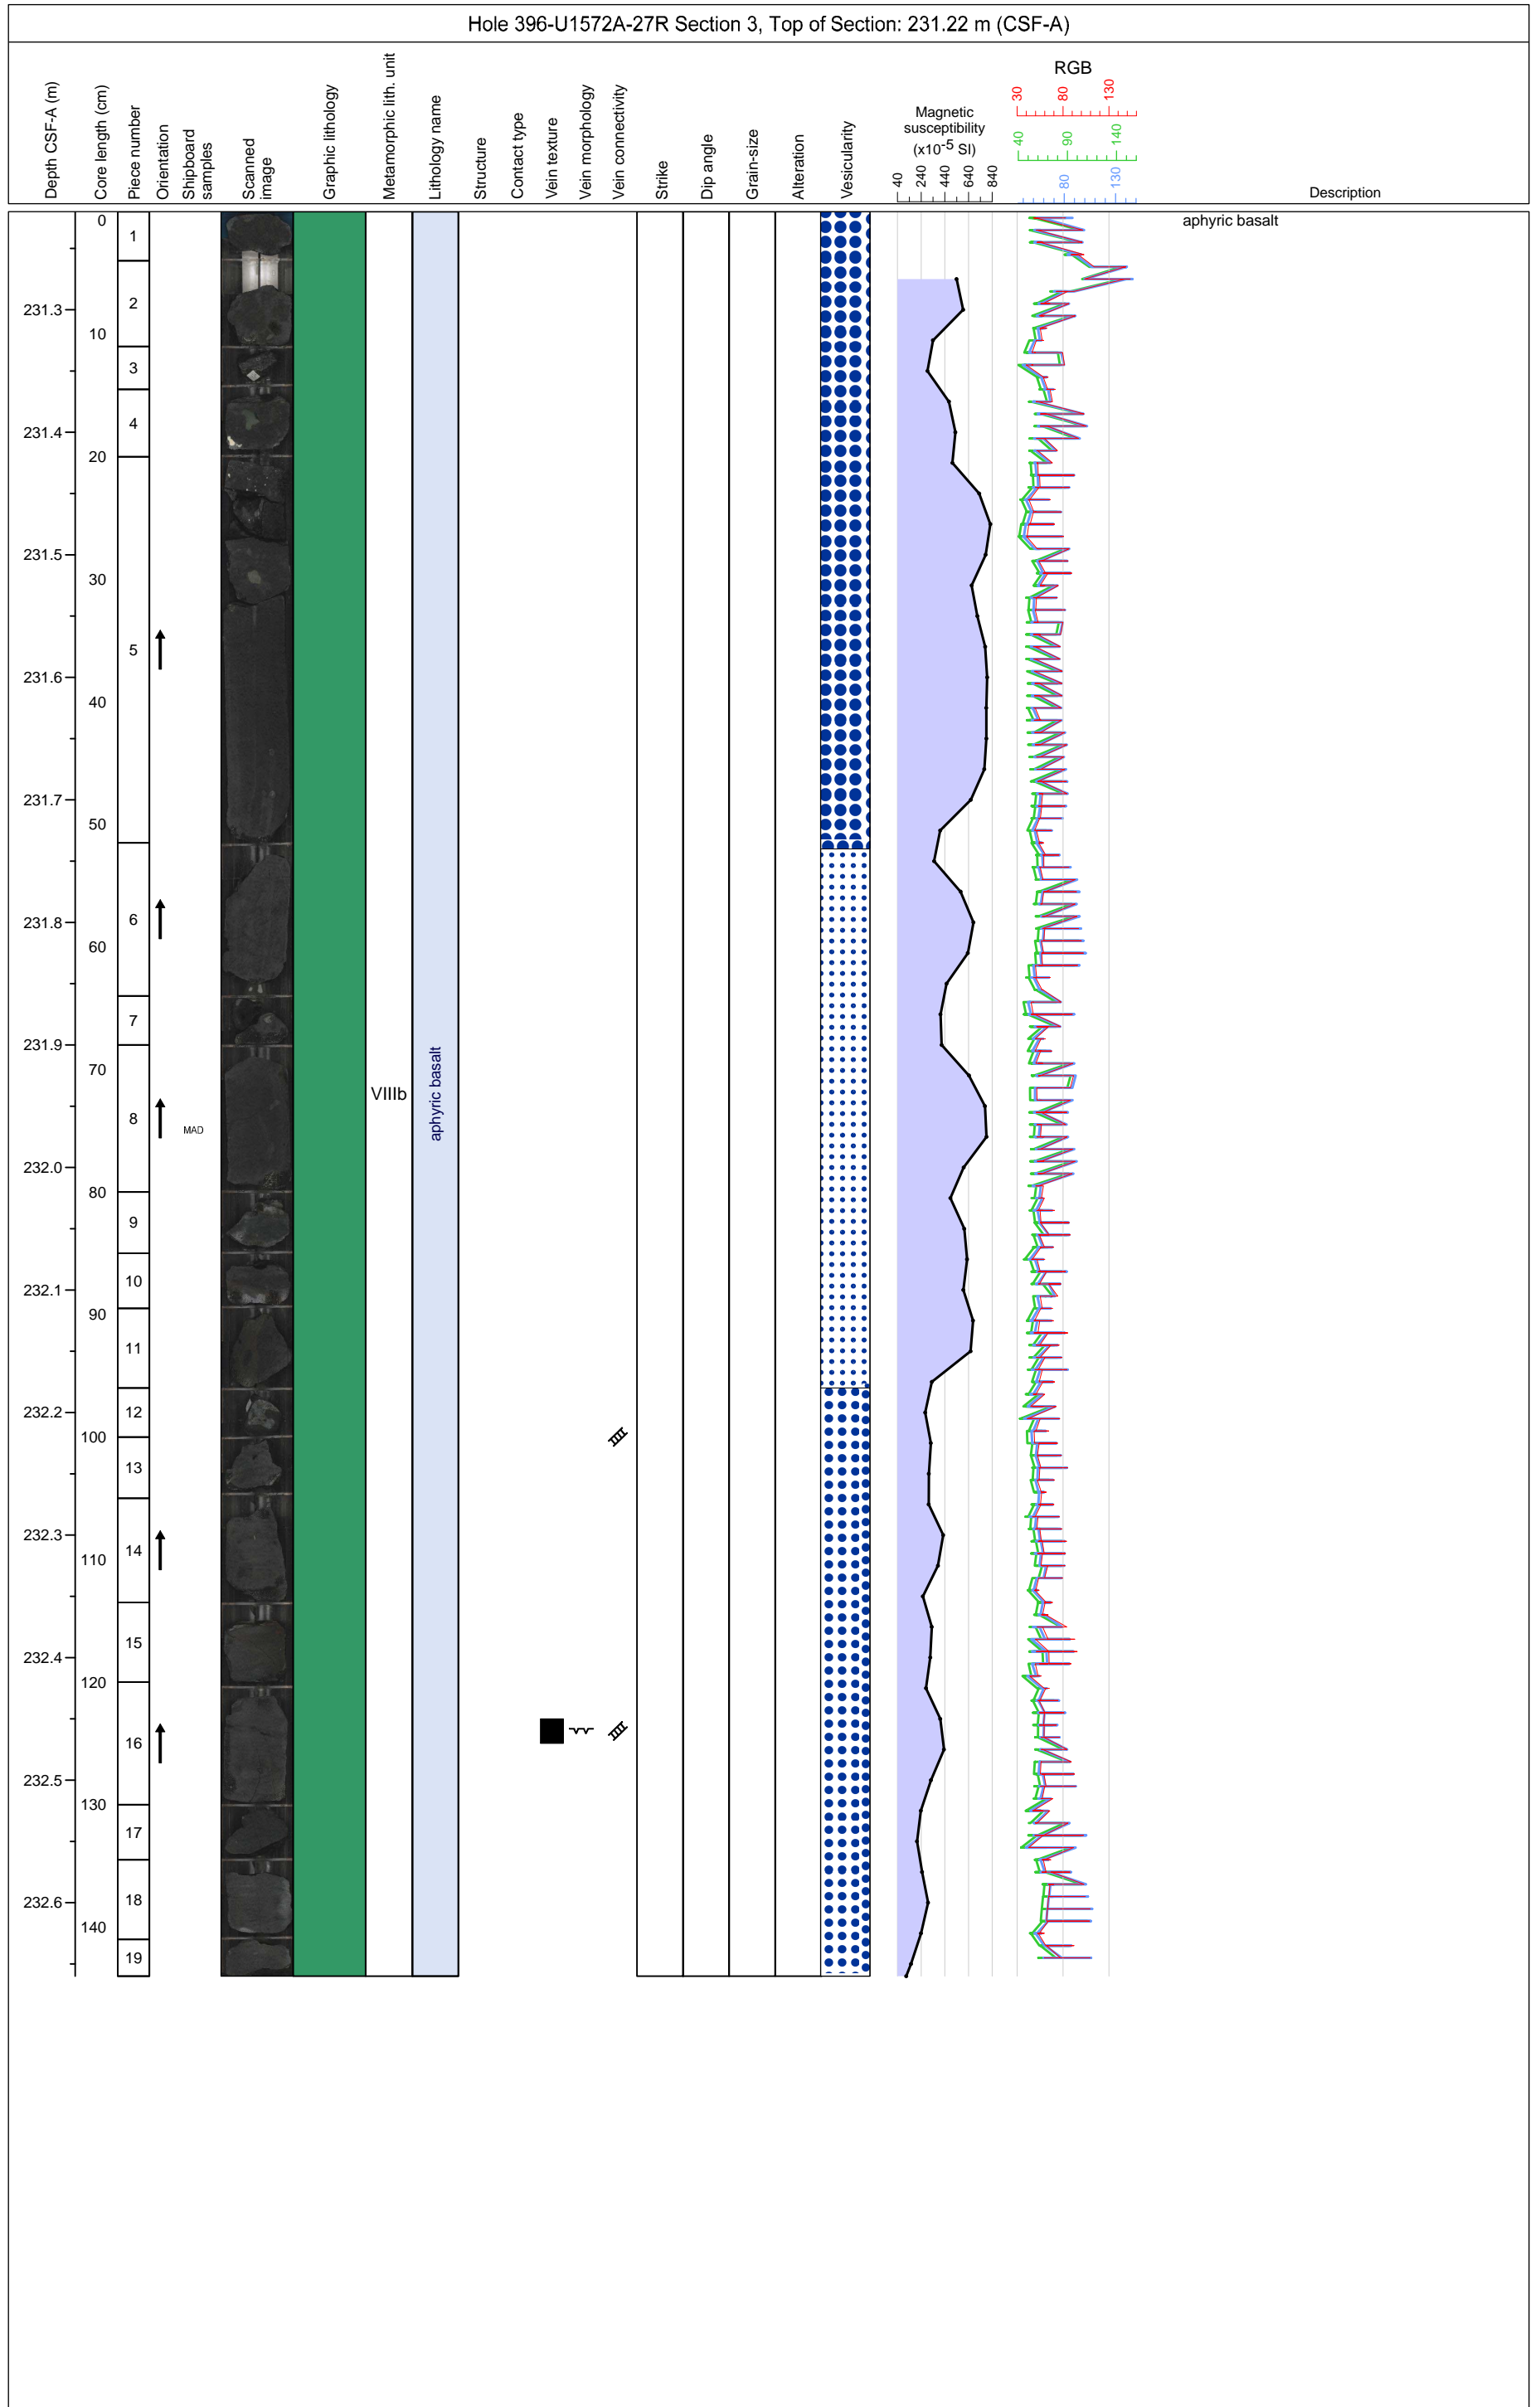 Hole 396-U1572A-27R Section 3, Top of Section: 231.22 m (CSF-A)
Depth CSF-A (m)
Core length (cm)
Piece number
Orientation
Shipboard
samples
Scanned
image
Graphic lithology
Metamorphic lith. unit
Lithology name
Structure
Contact type
Vein texture
Vein morphology
Vein connectivity
Strike
Dip angle
Grain-size
Alteration
Vesicularity
Magnetic
susceptibility
(x10-5 SI)
40 240 440 640 840
RGB
30 80 130
40 90 140
80 130
Description
aphyric basalt
0
1
2
231.3
10
3
4
231.4
20
231.5
30
5
231.6
40
231.7
50
6
231.8
60
7
231.9
70
VIIIb
aphyric basalt
8
MAD
232.0
80
9
10
232.1
90
11
12
232.2
100
13
232.3
14
110
15
232.4
120
16
232.5
130
17
18
232.6
140
19